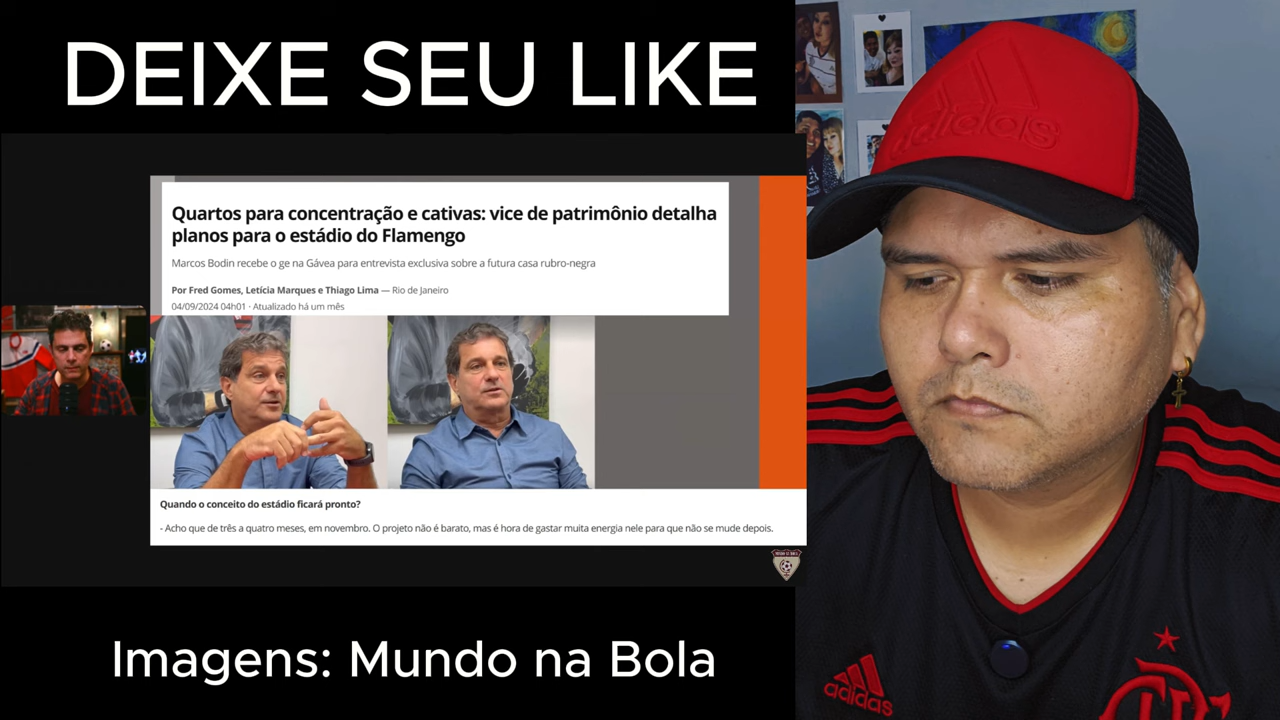 DEIXE SEU LIKE
Quartos para concentração e cativas: vice de patrimônio detalha
planos para o estádio do Flamengo
Marcos Bodin recebe o ge na Gávea para entrevista exclusiva sobre a futura casa rubro-negra
Por Fred Gomes, Letícia Marques e Thiago Lima — Rio de Janeiro
04/09/2024 04h01 · Atualizado há um mês
Quando o conceito do estádio ficará pronto?
- Acho que de três a quatro meses, em novembro. O projeto não é barato, mas é hora de gastar muita energia nele para que não se mude depois.
Imagens: Mundo na Bola
adidas
adidas